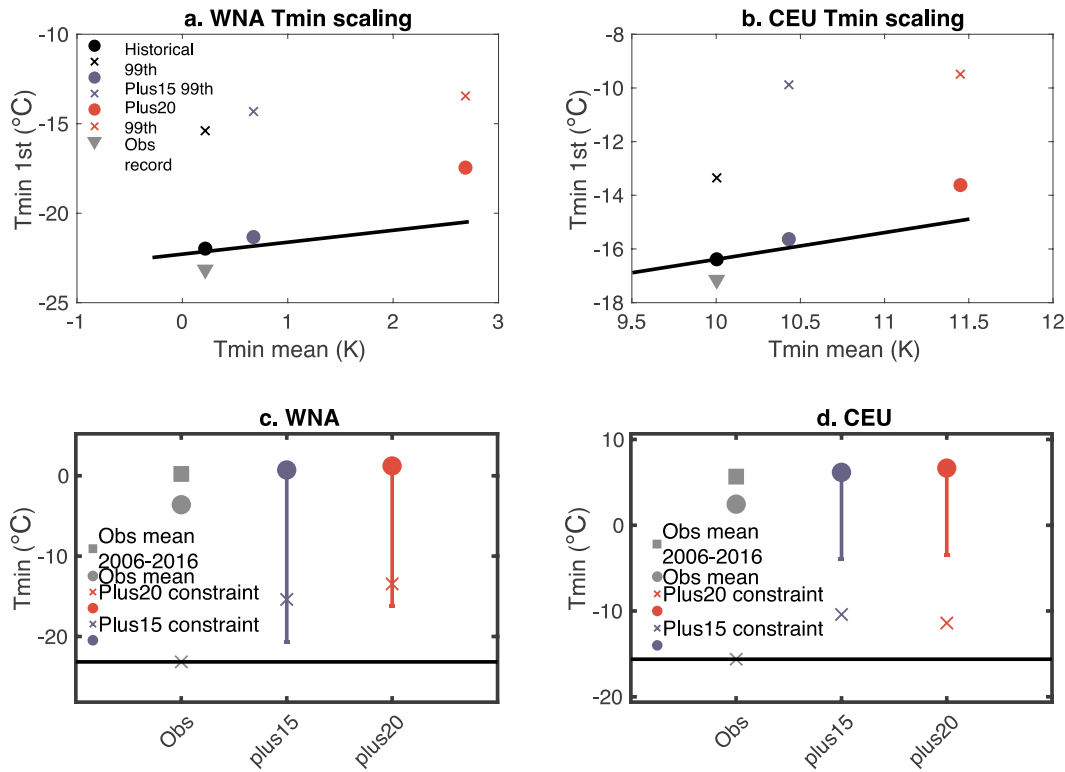 a. WNA Tmin scaling
-10
-15
-20
-25
Tmin 1st (°C)
Historical
99th
Plus15 99th
Plus20
99th
Obs
record
-1
0
1
2
3
Tmin mean (K)
b. CEU Tmin scaling
-8
-10
-12
-14
-16
-18
Tmin 1st (°C)
9.5
10
10.5
11
11.5
12
Tmin mean (K)
c. WNA
0
-10
-20
Tmin (°C)
Obs mean
2006-2016
Obs mean
Plus20 constraint
Plus15 constraint
Obs
plus15
plus20
d. CEU
10
0
-10
-20
Tmin (°C)
Obs mean
2006-2016
Obs mean
Plus20 constraint
Plus15 constraint
Obs
plus15
plus20